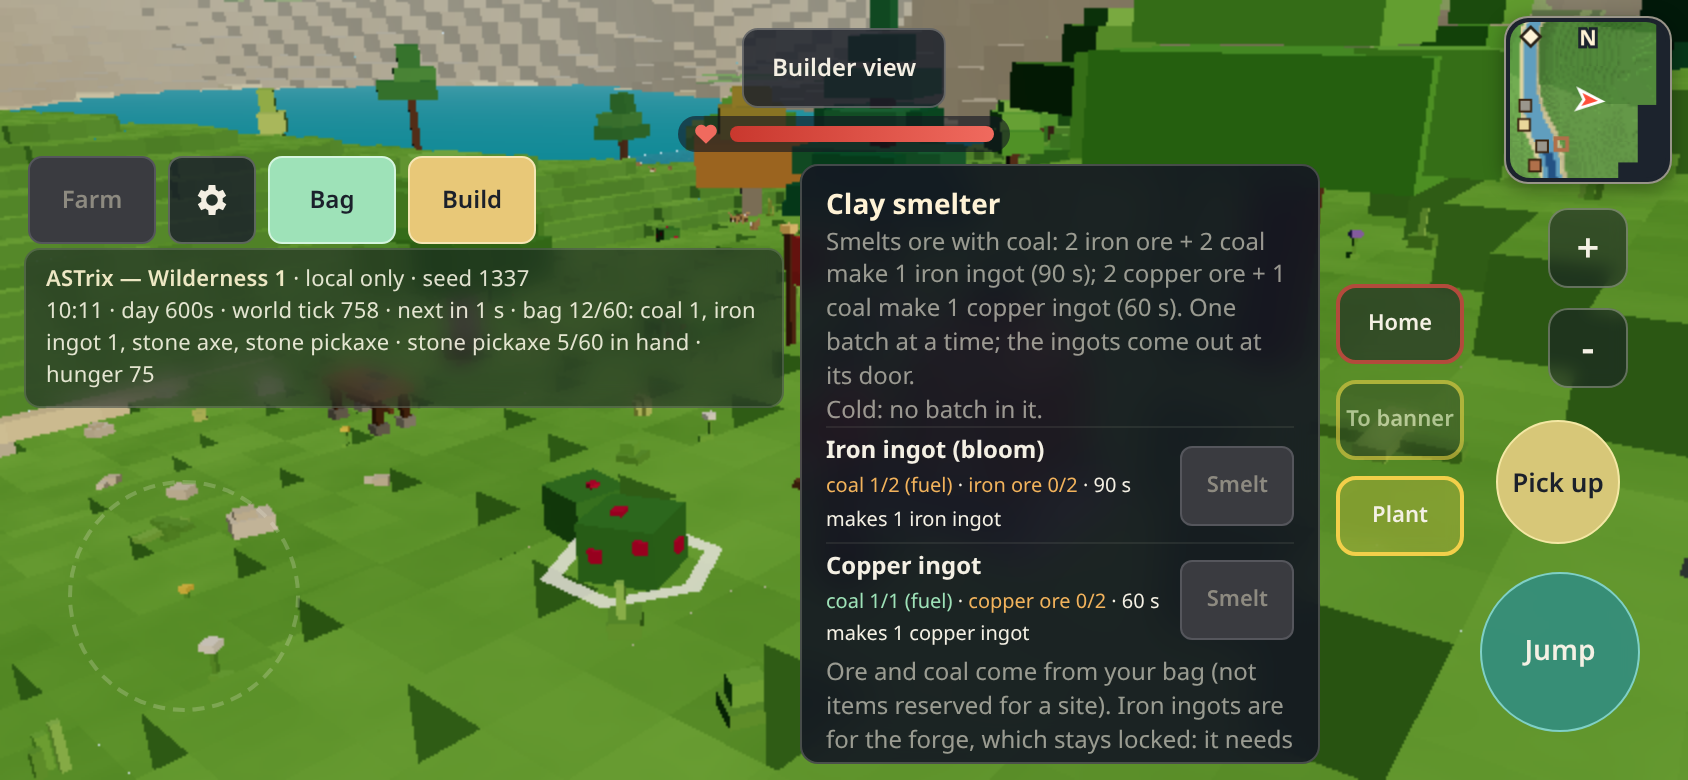 Builder view
N
Farm
Bag
Build
ASTrix — Wilderness 1 · local only · seed 1337
10:11 · day 600s · world tick 758 · next in 1 s · bag 12/60: coal 1, iron
ingot 1, stone axe, stone pickaxe · stone pickaxe 5/60 in hand ·
hunger 75
Clay smelter
Smelts ore with coal: 2 iron ore + 2 coal
make 1 iron ingot (90 s); 2 copper ore + 1
coal make 1 copper ingot (60 s). One
batch at a time; the ingots come out at
its door.
Cold: no batch in it.
Iron ingot (bloom)
coal 1/2 (fuel) · iron ore 0/2 · 90 s
makes 1 iron ingot
Smelt
Copper ingot
coal 1/1 (fuel) · copper ore 0/2 · 60 s
makes 1 copper ingot
Smelt
Ore and coal come from your bag (not
items reserved for a site). Iron ingots are
for the forge, which stays locked: it needs
+
-
Home
To banner
Plant
Pick up
Jump